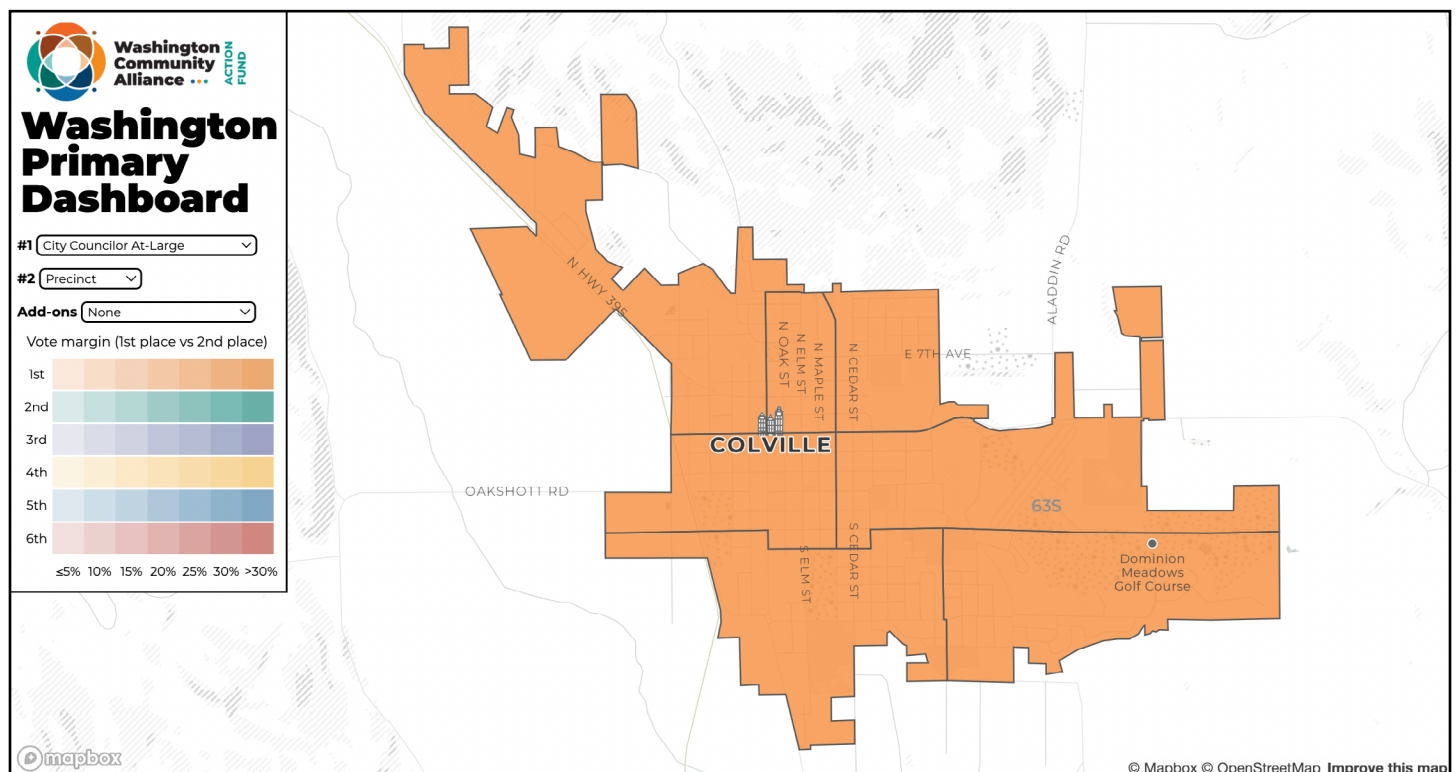 Washington
Community
Alliance
ACTION
FUND
Washington
Primary
Dashboard
#1 City Councilor At-Large
#2 Precinct
Add-ons None
Vote margin (1st place vs 2nd place)
1st
2nd
3rd
4th
5th
6th
≤5% 10% 15% 20% 25% 30% >30%
N HWY 395
N OAK ST
N ELM ST
N MAPLE ST
N CEDAR ST
E 7TH AVE
ALADDIN RD
COLVILLE
OAKSHOTT RD
63S
S ELM ST
S CEDAR ST
Dominion
Meadows
Golf Course
mapbox
© Mapbox © OpenStreetMap Improve this map